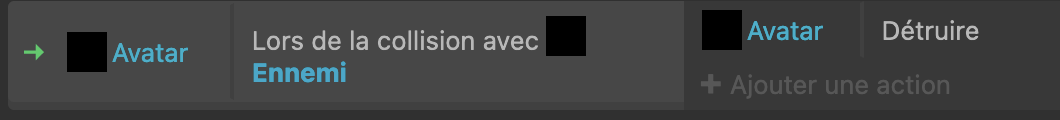 Avatar
Lors de la collision avec
Ennemi
Avatar
Détruire
+ Ajouter une action